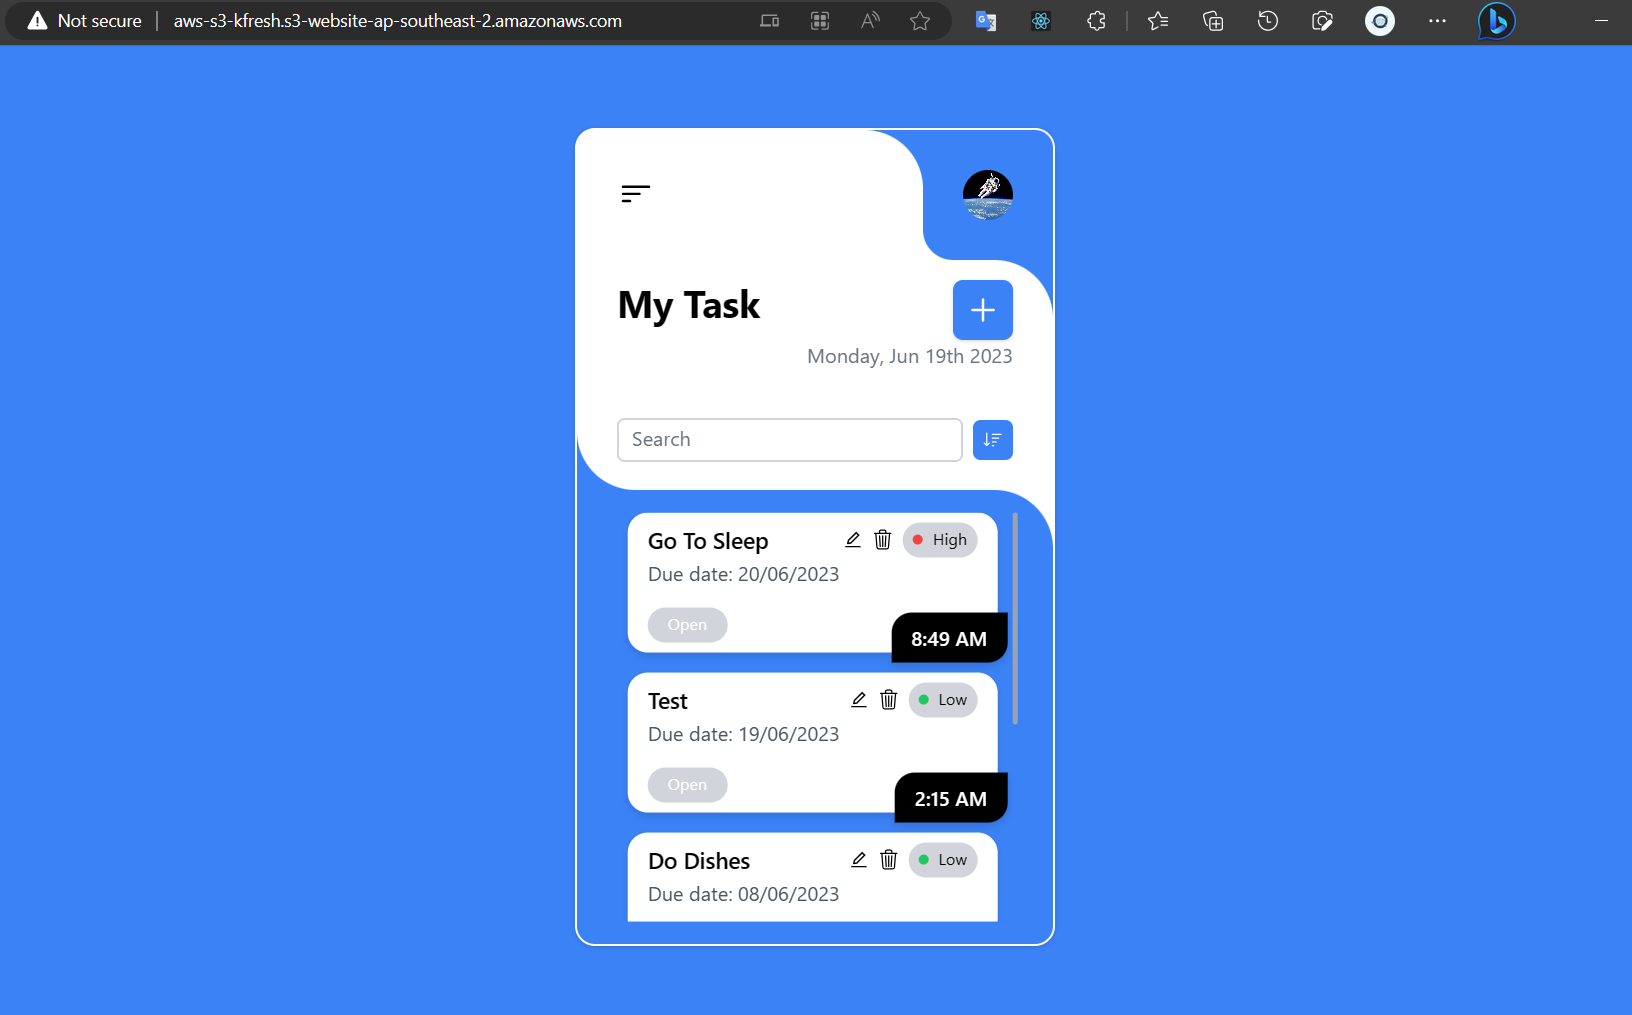 Not secure
aws-s3-kfresh.s3-website-ap-southeast-2.amazonaws.com
My Task
Monday, Jun 19th 2023
Search
Go To Sleep
High
Due date: 20/06/2023
Open
8:49 AM
Test
Low
Due date: 19/06/2023
Open
2:15 AM
Do Dishes
Low
Due date: 08/06/2023